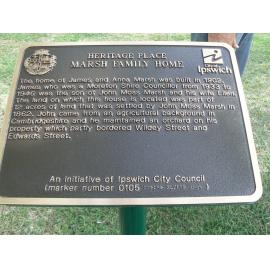 HERITAGE PLACE
MARSH FAMILY HOME
City of
Ipswich
The home of James and Anna Marsh was built in 1902.
James who was a Moreton Shire Councillor from 1933 to
1946 was the son of John Moss Marsh and his wife Ellen.
The land on which this house is located was part of
12 acres of land that was settled by John Moss Marsh in
1862. John came from an agricultural background in
Cambridgeshire and he maintained an orchard on his
property which partly bordered Wildey Street and
Edwards Street.
An initiative of Ipswich City Council
(marker number 0105